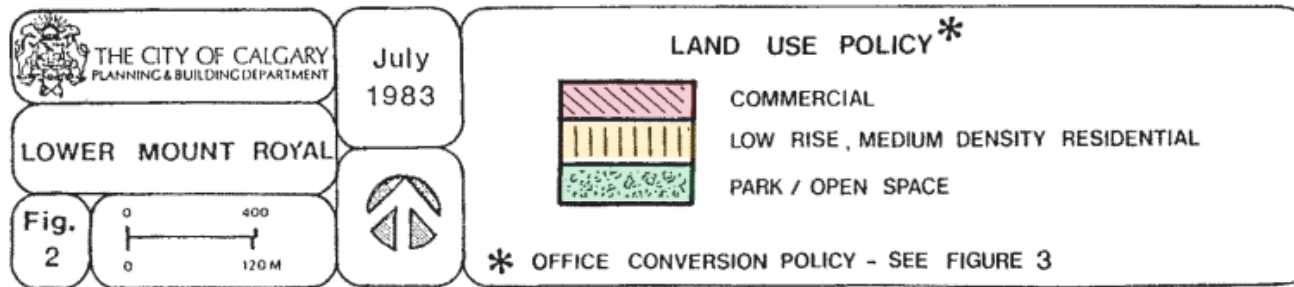 THE CITY OF CALGARY
PLANNING & BUILDING DEPARTMENT
LOWER MOUNT ROYAL
Fig.
2
0 400
0 120 M
July
1983
LAND USE POLICY*
COMMERCIAL
LOW RISE, MEDIUM DENSITY RESIDENTIAL
PARK / OPEN SPACE
* OFFICE CONVERSION POLICY - SEE FIGURE 3